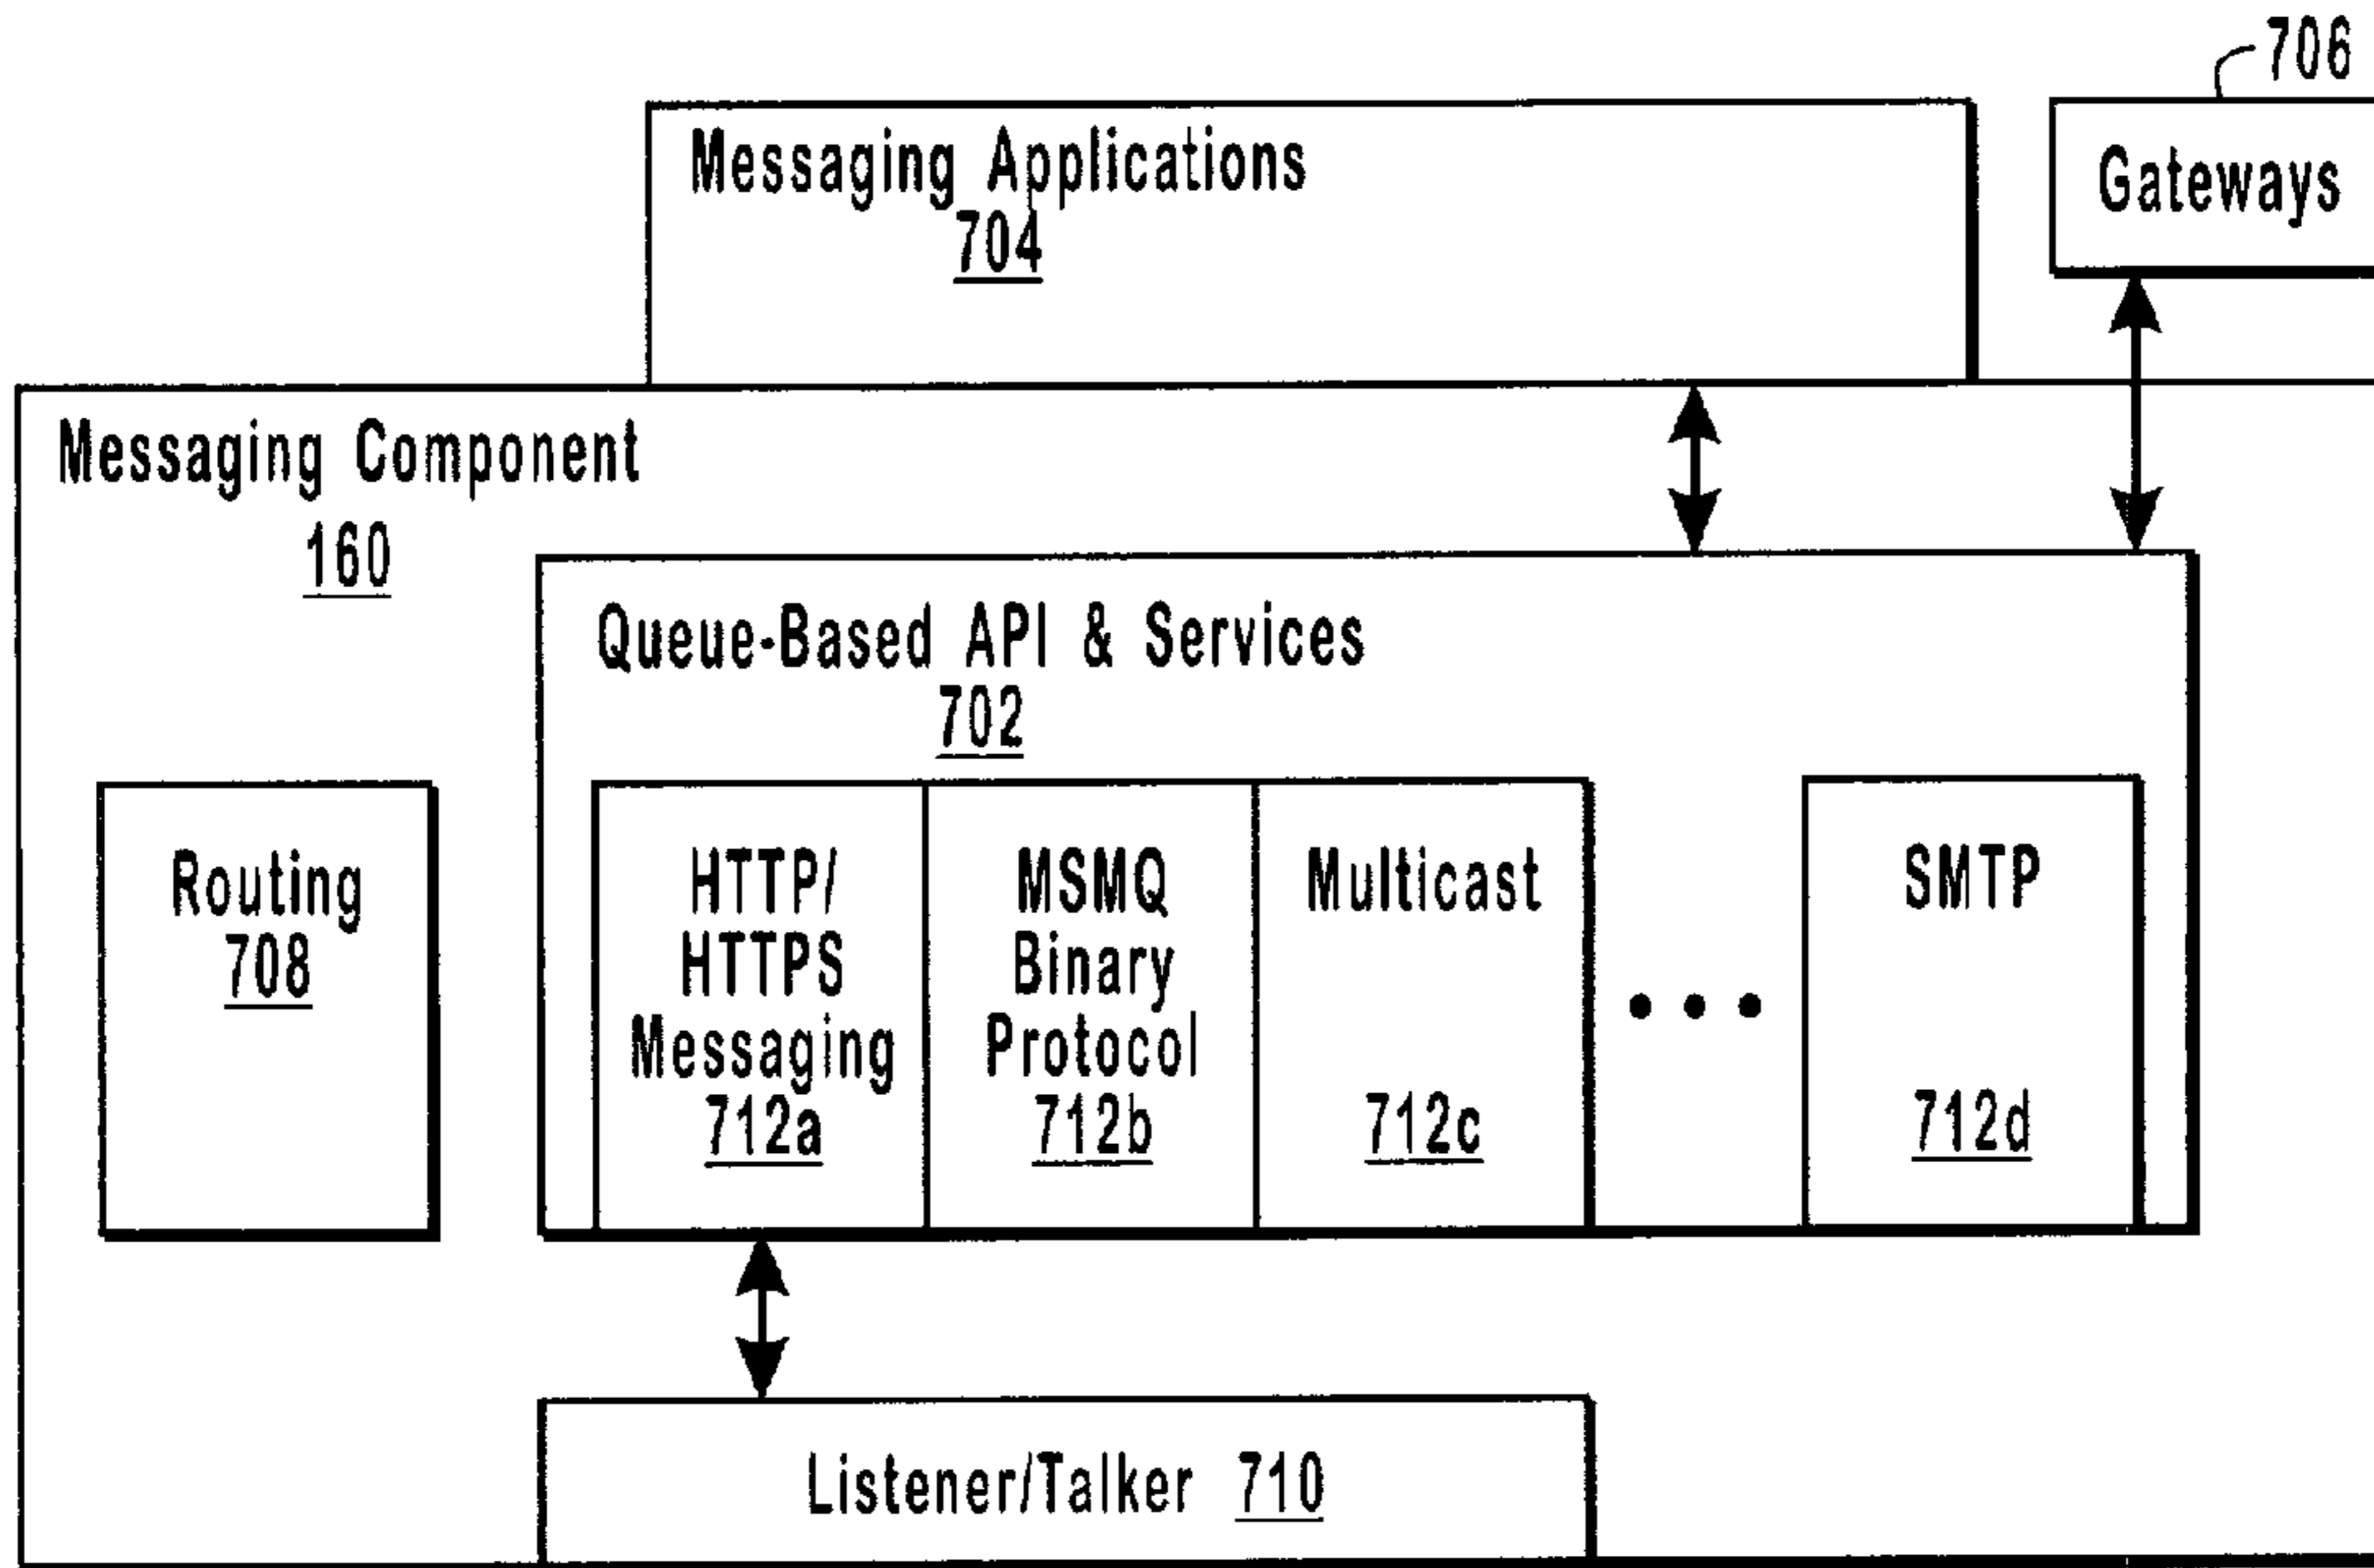 706
Messaging Applications
704
Gateways
Messaging Component
160
Queue-Based API & Services
702
Routing
708
HTTP/
HTTPS
Messaging
712a
MSMQ
Binary
Protocol
712b
Multicast
712c
SMTP
712d
Listener/Talker 710